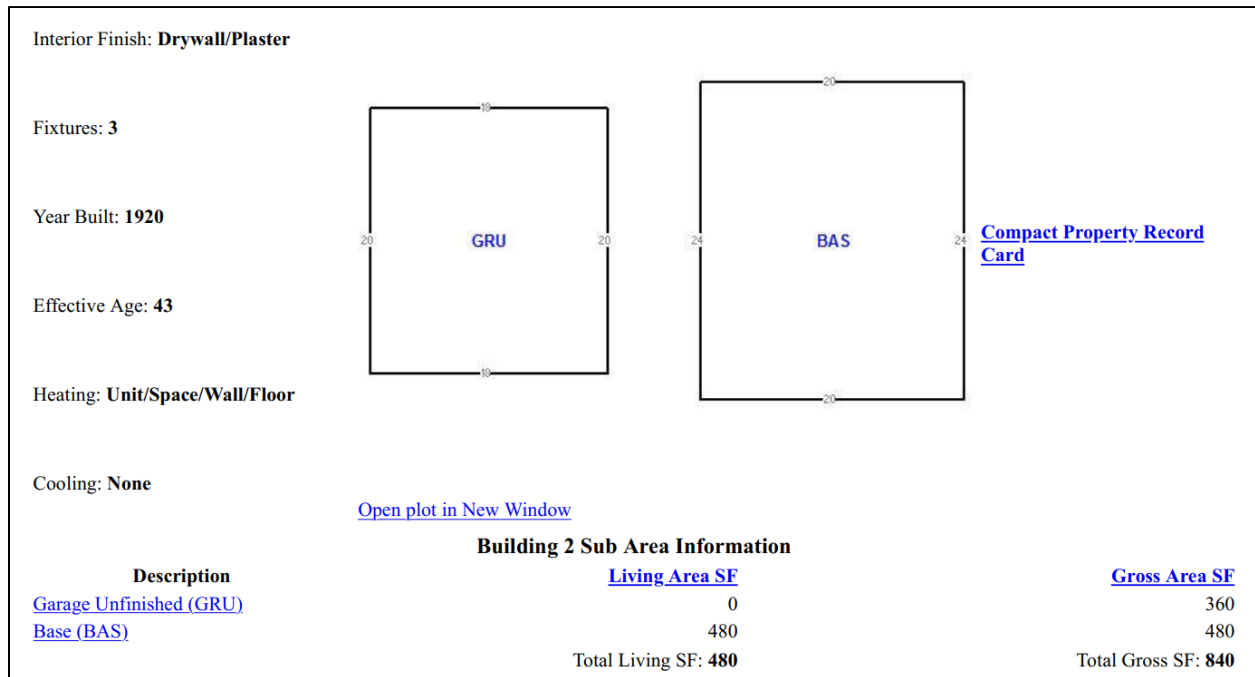 Interior Finish: Drywall/Plaster
18
20
Fixtures: 3
Year Built: 1920
20
GRU
20
24
BAS
24
Compact Property Record
Card
Effective Age: 43
18
Heating: Unit/Space/Wall/Floor
20
Cooling: None
Open plot in New Window
Building 2 Sub Area Information
Description Living Area SF Gross Area SF
Garage Unfinished (GRU) 0 360
Base (BAS) 480 480
Total Living SF: 480 Total Gross SF: 840